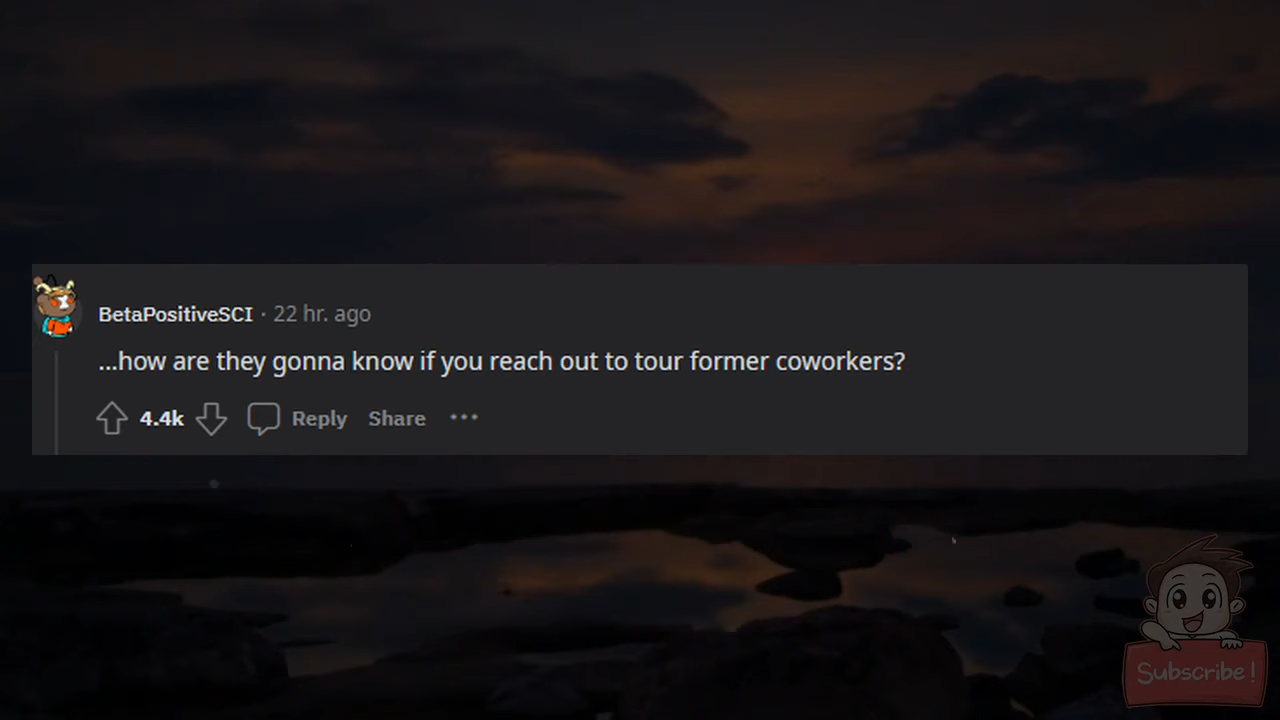 BetaPositiveSCI · 22 hr. ago
...how are they gonna know if you reach out to tour former coworkers?
4.4k Reply Share ...
Subscribe!